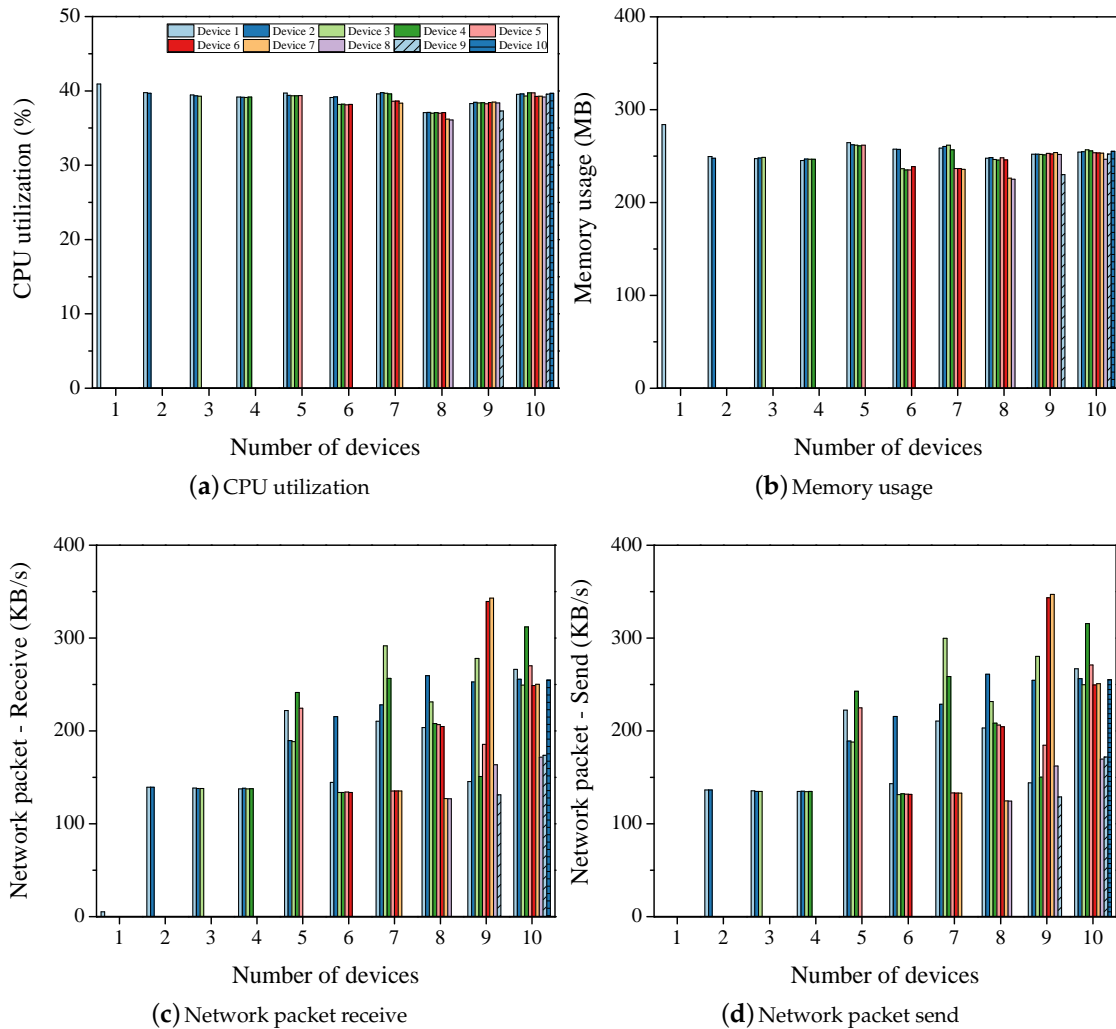 50
40
30
20
10
0
CPU utilization (%)
Device 1 Device 2 Device 3 Device 4 Device 5
Device 6 Device 7 Device 8 Device 9 Device 10
1 2 3 4 5 6 7 8 9 10
Number of devices
(a) CPU utilization
400
300
200
100
0
Memory usage (MB)
1 2 3 4 5 6 7 8 9 10
Number of devices
(b) Memory usage
400
300
200
100
0
Network packet - Receive (KB/s)
1 2 3 4 5 6 7 8 9 10
Number of devices
(c) Network packet receive
400
300
200
100
0
Network packet - Send (KB/s)
1 2 3 4 5 6 7 8 9 10
Number of devices
(d) Network packet send